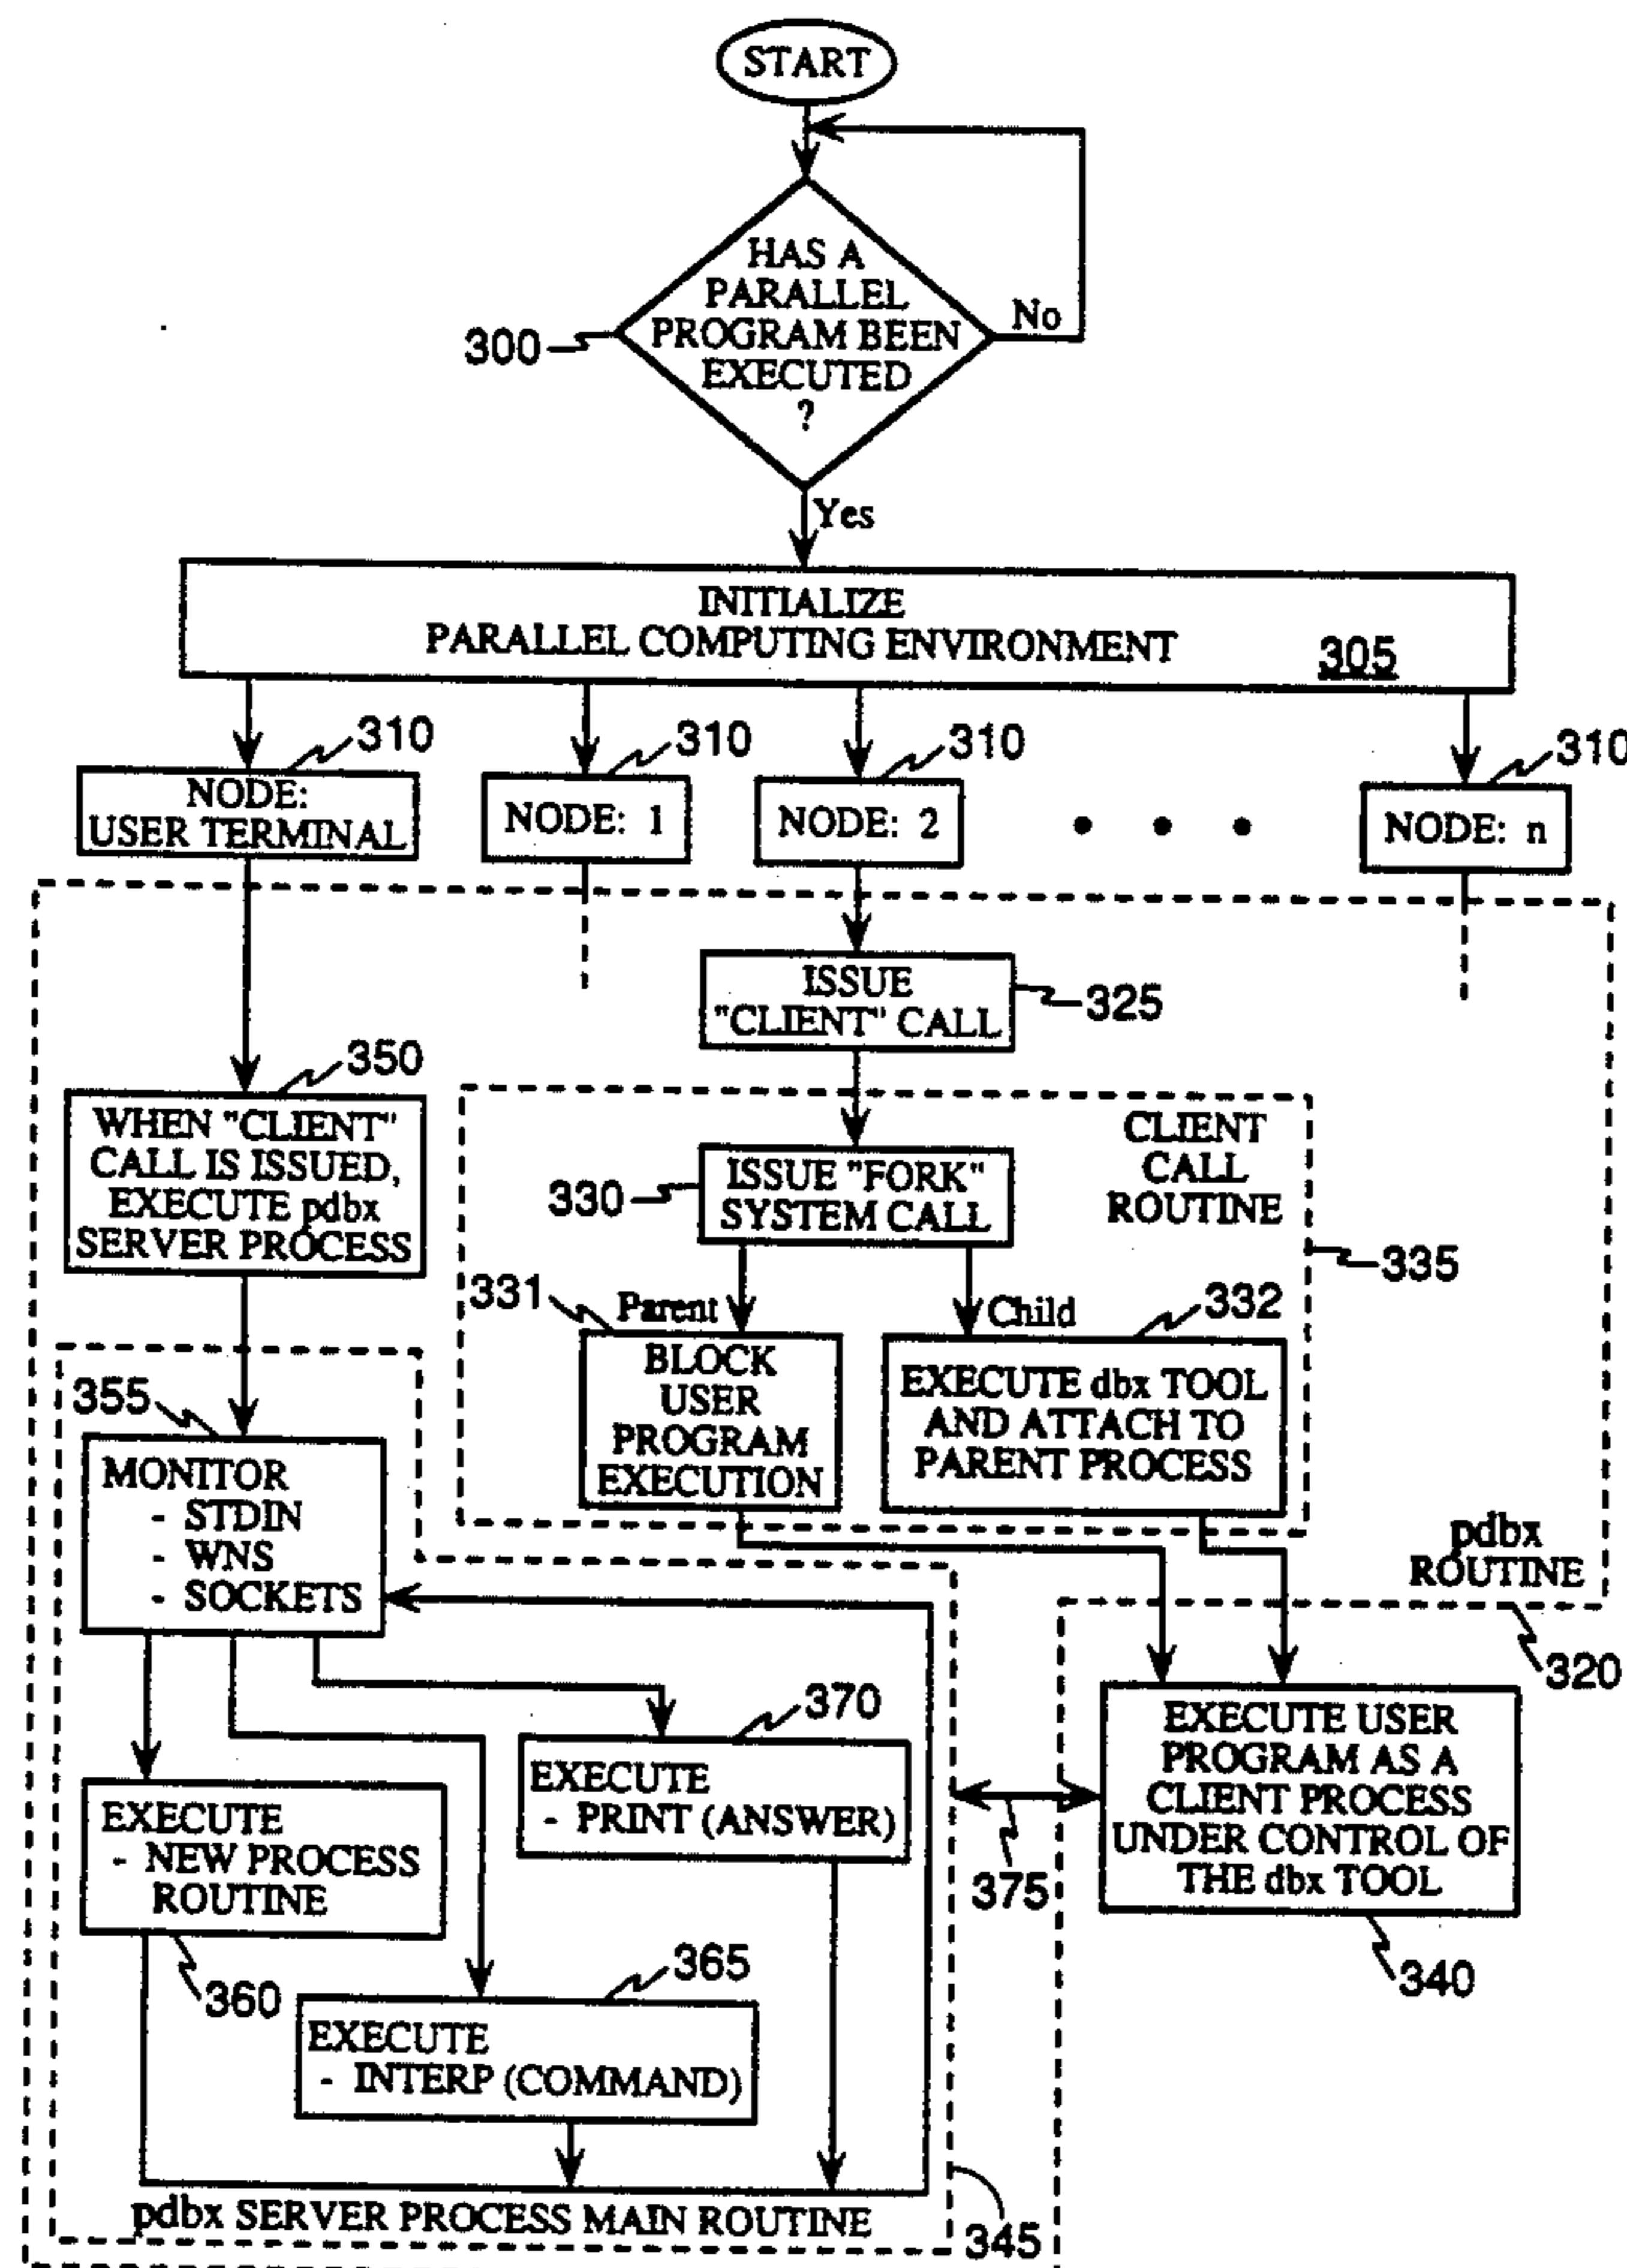 START
HAS A
PARALLEL
PROGRAM BEEN
EXECUTED
?
No
300
Yes
INITIALIZE
PARALLEL COMPUTING ENVIRONMENT
305
310
310
310
310
NODE:
USER TERMINAL
NODE: 1
NODE: 2
• • •
NODE: n
ISSUE
"CLIENT" CALL
325
350
WHEN "CLIENT"
CALL IS ISSUED,
EXECUTE pdbx
SERVER PROCESS
CLIENT
CALL
ROUTINE
330
ISSUE "FORK"
SYSTEM CALL
335
331
Parent
Child
332
BLOCK
USER
PROGRAM
EXECUTION
EXECUTE dbx TOOL
AND ATTACH TO
PARENT PROCESS
355
MONITOR
- STDIN
- WNS
- SOCKETS
pdbx
ROUTINE
320
370
EXECUTE
- PRINT (ANSWER)
EXECUTE
- NEW PROCESS
ROUTINE
360
375
EXECUTE USER
PROGRAM AS A
CLIENT PROCESS
UNDER CONTROL OF
THE dbx TOOL
340
365
EXECUTE
- INTERP (COMMAND)
pdbx SERVER PROCESS MAIN ROUTINE
345